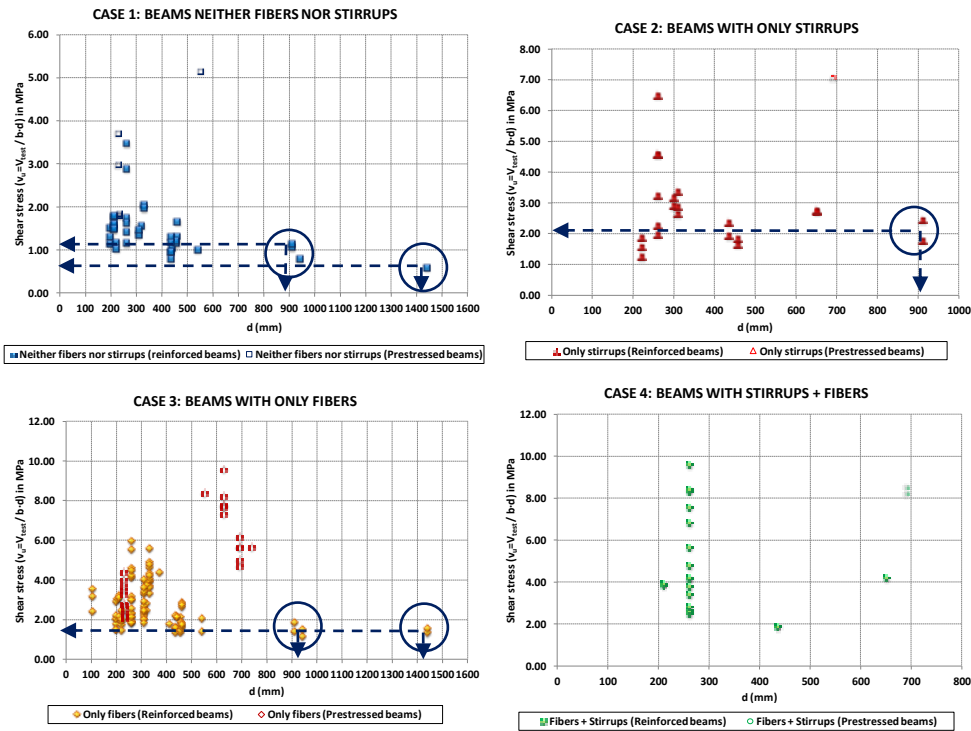 CASE 1: BEAMS NEITHER FIBERS NOR STIRRUPS
Shear stress (vu=Vtest / b·d) in MPa
6.00
5.00
4.00
3.00
2.00
1.00
0.00
0 100 200 300 400 500 600 700 800 900 1000 1100 1200 1300 1400 1500 1600
d (mm)
Neither fibers nor stirrups (reinforced beams) Neither fibers nor stirrups (Prestressed beams)
CASE 2: BEAMS WITH ONLY STIRRUPS
Shear stress (vu=Vtest / b·d) in MPa
8.00
7.00
6.00
5.00
4.00
3.00
2.00
1.00
0.00
0 100 200 300 400 500 600 700 800 900 1000
d (mm)
Only stirrups (Reinforced beams) Only stirrups (Prestressed beams)
CASE 3: BEAMS WITH ONLY FIBERS
Shear stress (vu=Vtest / b·d) in MPa
12.00
10.00
8.00
6.00
4.00
2.00
0.00
0 100 200 300 400 500 600 700 800 900 1000 1100 1200 1300 1400 1500 1600
d (mm)
Only fibers (Reinforced beams) Only fibers (Prestressed beams)
CASE 4: BEAMS WITH STIRRUPS + FIBERS
Shear stress (vu=Vtest / b·d) in MPa
12.00
10.00
8.00
6.00
4.00
2.00
0.00
0 100 200 300 400 500 600 700 800
d (mm)
Fibers + Stirrups (Reinforced beams) Fibers + Stirrups (Prestressed beams)